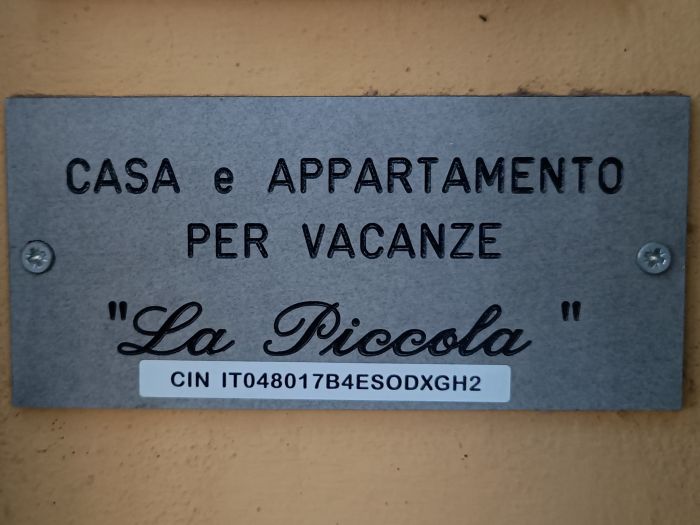 CASA e APPARTAMENTO
PER VACANZE
"La Piccola "
CIN IT048017B4ESODXGH2